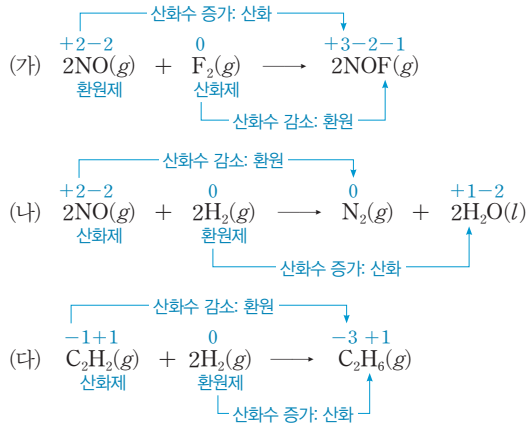 산화수 증가: 산화
+2-2 0 +3-2-1
(가) 2NO(g) + F₂(g) ⟶ 2NOF(g)
환원제 산화제
산화수 감소: 환원
산화수 감소: 환원
+2-2 0 0 +1-2
(나) 2NO(g) + 2H₂(g) ⟶ N₂(g) + 2H₂O(l)
산화제 환원제
산화수 증가: 산화
산화수 감소: 환원
-1+1 0 -3 +1
(다) C₂H₂(g) + 2H₂(g) ⟶ C₂H₆(g)
산화제 환원제
산화수 증가: 산화